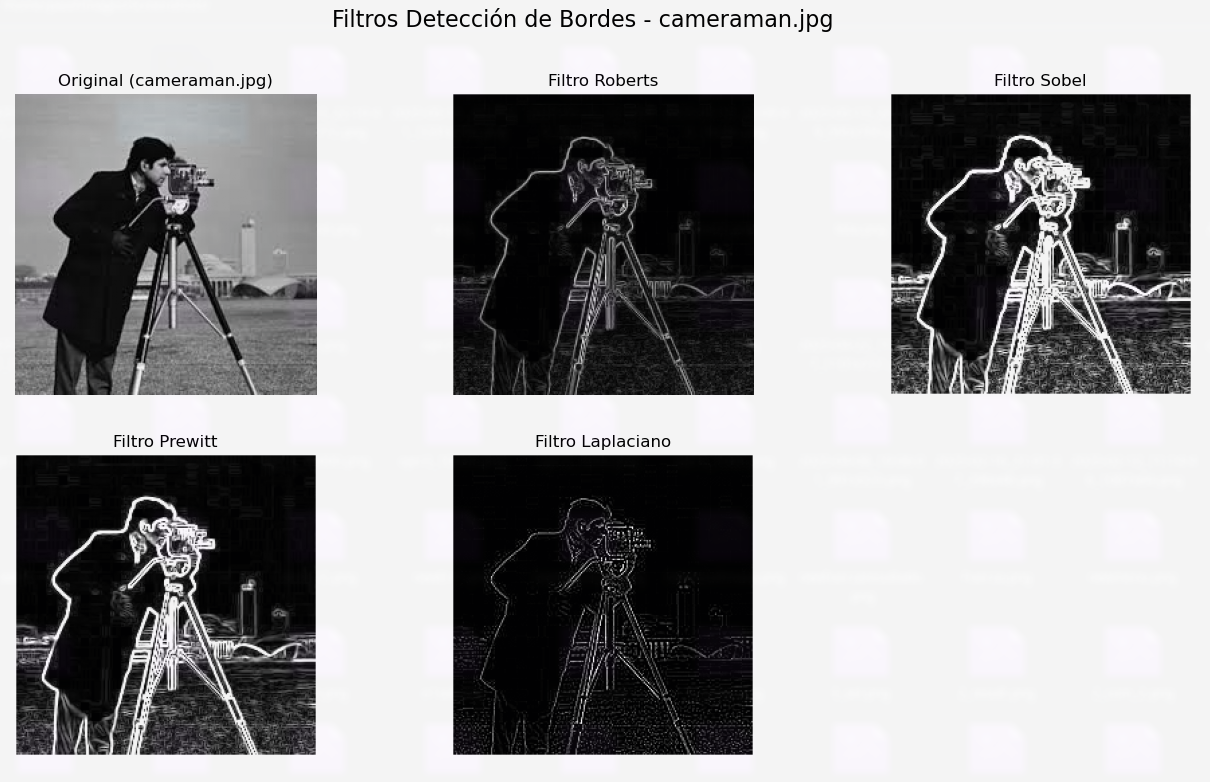 Filtros Detección de Bordes - cameraman.jpg
Original (cameraman.jpg)
Filtro Roberts
Filtro Sobel
Filtro Prewitt
Filtro Laplaciano